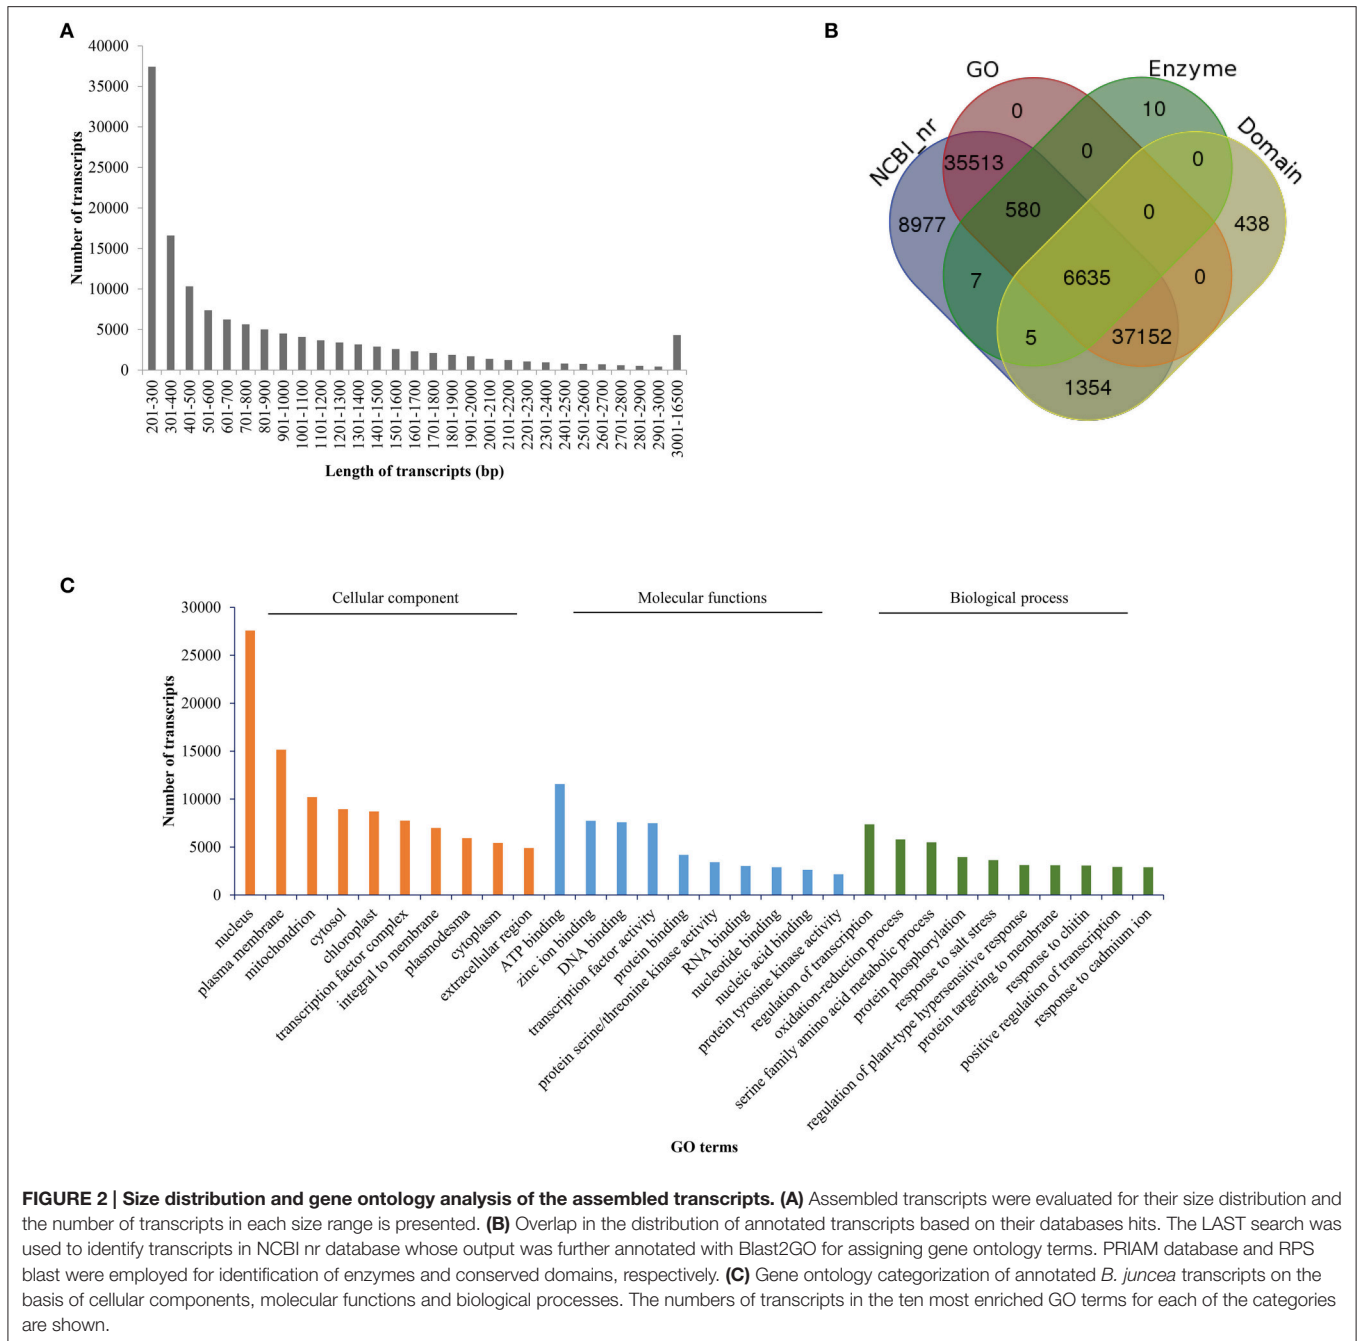 A
40000
35000
30000
25000
20000
15000
10000
5000
0
Number of transcripts
201-300
301-400
401-500
501-600
601-700
701-800
801-900
901-1000
1001-1100
1101-1200
1201-1300
1301-1400
1401-1500
1501-1600
1601-1700
1701-1800
1801-1900
1901-2000
2001-2100
2101-2200
2201-2300
2301-2400
2401-2500
2501-2600
2601-2700
2701-2800
2801-2900
2901-3000
3001-16500
Length of transcripts (bp)
B
NCBI_nr
GO
Enzyme
Domain
0
10
35513
0
0
8977
580
0
438
7
6635
0
5
37152
1354
C
Cellular component
Molecular functions
Biological process
30000
25000
20000
15000
10000
5000
0
Number of transcripts
nucleus
plasma membrane
mitochondrion
cytosol
chloroplast
transcription factor complex
integral to membrane
plasmodesma
cytoplasm
extracellular region
ATP binding
zinc ion binding
DNA binding
transcription factor activity
protein binding
protein serine/threonine kinase activity
RNA binding
nucleotide binding
nucleic acid binding
protein tyrosine kinase activity
regulation of transcription
oxidation-reduction process
serine family amino acid metabolic process
protein phosphorylation
response to salt stress
regulation of plant-type hypersensitive response
protein targeting to membrane
response to chitin
positive regulation of transcription
response to cadmium ion
GO terms
FIGURE 2 | Size distribution and gene ontology analysis of the assembled transcripts. (A) Assembled transcripts were evaluated for their size distribution and
the number of transcripts in each size range is presented. (B) Overlap in the distribution of annotated transcripts based on their databases hits. The LAST search was
used to identify transcripts in NCBI nr database whose output was further annotated with Blast2GO for assigning gene ontology terms. PRIAM database and RPS
blast were employed for identification of enzymes and conserved domains, respectively. (C) Gene ontology categorization of annotated B. juncea transcripts on the
basis of cellular components, molecular functions and biological processes. The numbers of transcripts in the ten most enriched GO terms for each of the categories
are shown.